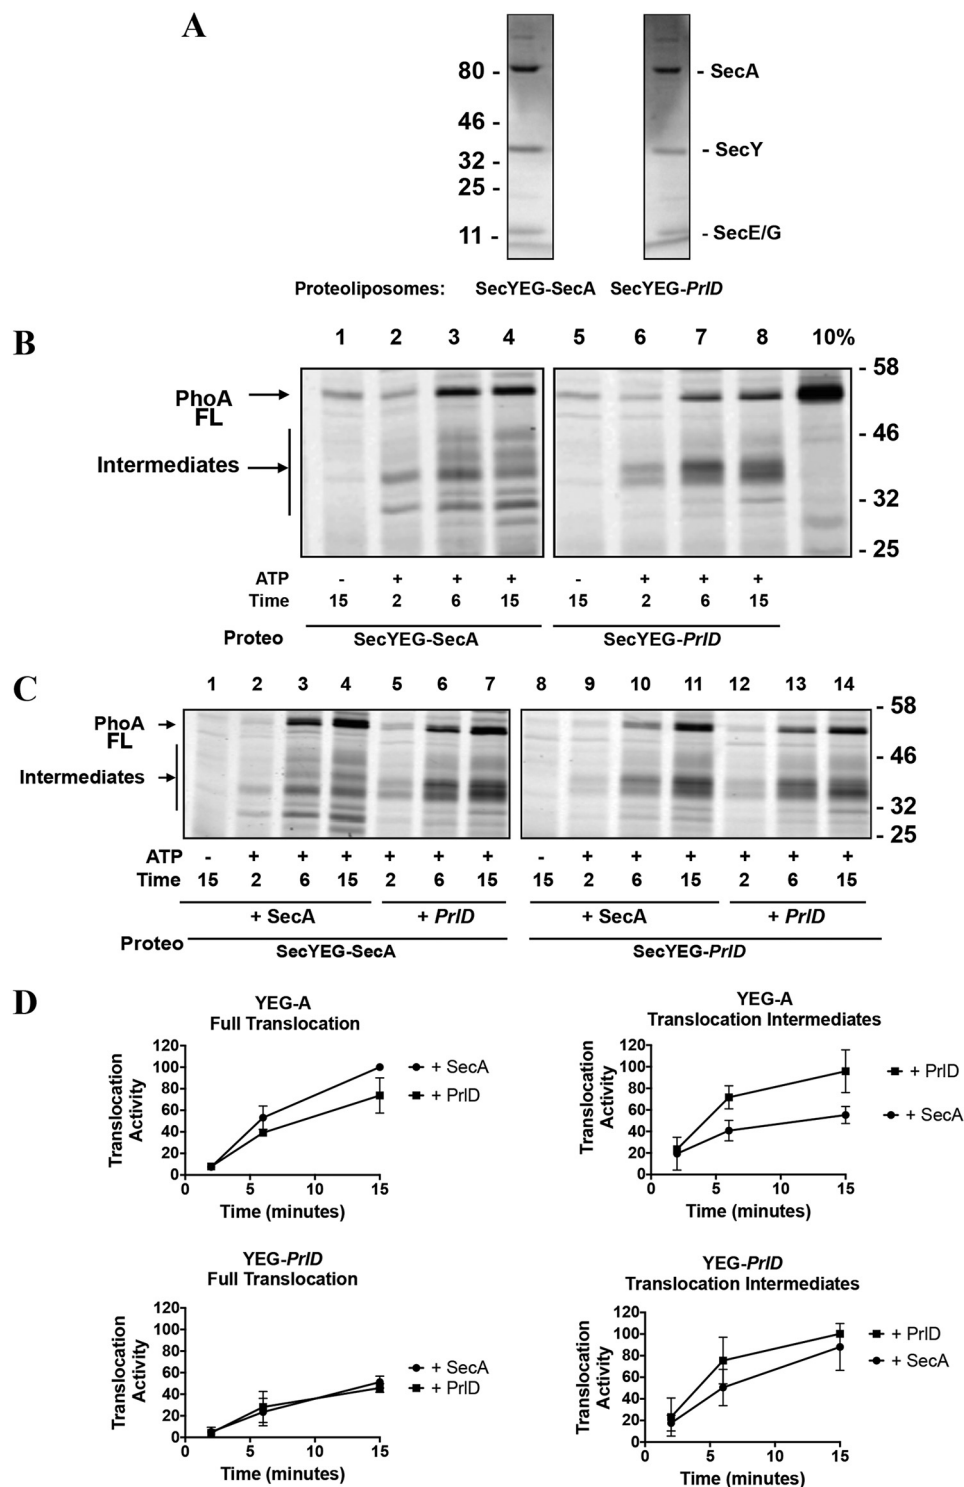 A
80 -
46 -
32 -
25 -
11 -
- SecA
- SecY
- SecE/G
Proteoliposomes: SecYEG-SecA SecYEG-PrlD
B
1 2 3 4 5 6 7 8 10%
PhoA
FL
Intermediates
- 58
- 46
- 32
- 25
ATP - + + + - + + +
Time 15 2 6 15 15 2 6 15
Proteo SecYEG-SecA SecYEG-PrlD
C
1 2 3 4 5 6 7 8 9 10 11 12 13 14
PhoA
FL
Intermediates
- 58
- 46
- 32
- 25
ATP - + + + + + + - + + + + + +
Time 15 2 6 15 2 6 15 15 2 6 15 2 6 15
+ SecA + PrlD + SecA + PrlD
Proteo SecYEG-SecA SecYEG-PrlD
D
YEG-A
Full Translocation
Translocation
Activity
120
100
80
60
40
20
0
0 5 10 15
Time (minutes)
+ SecA
+ PrlD
YEG-A
Translocation Intermediates
Translocation
Activity
120
100
80
60
40
20
0
0 5 10 15
Time (minutes)
+ PrlD
+ SecA
YEG-PrlD
Full Translocation
Translocation
Activity
120
100
80
60
40
20
0
0 5 10 15
Time (minutes)
+ SecA
+ PrlD
YEG-PrlD
Translocation Intermediates
Translocation
Activity
120
100
80
60
40
20
0
0 5 10 15
Time (minutes)
+ PrlD
+ SecA